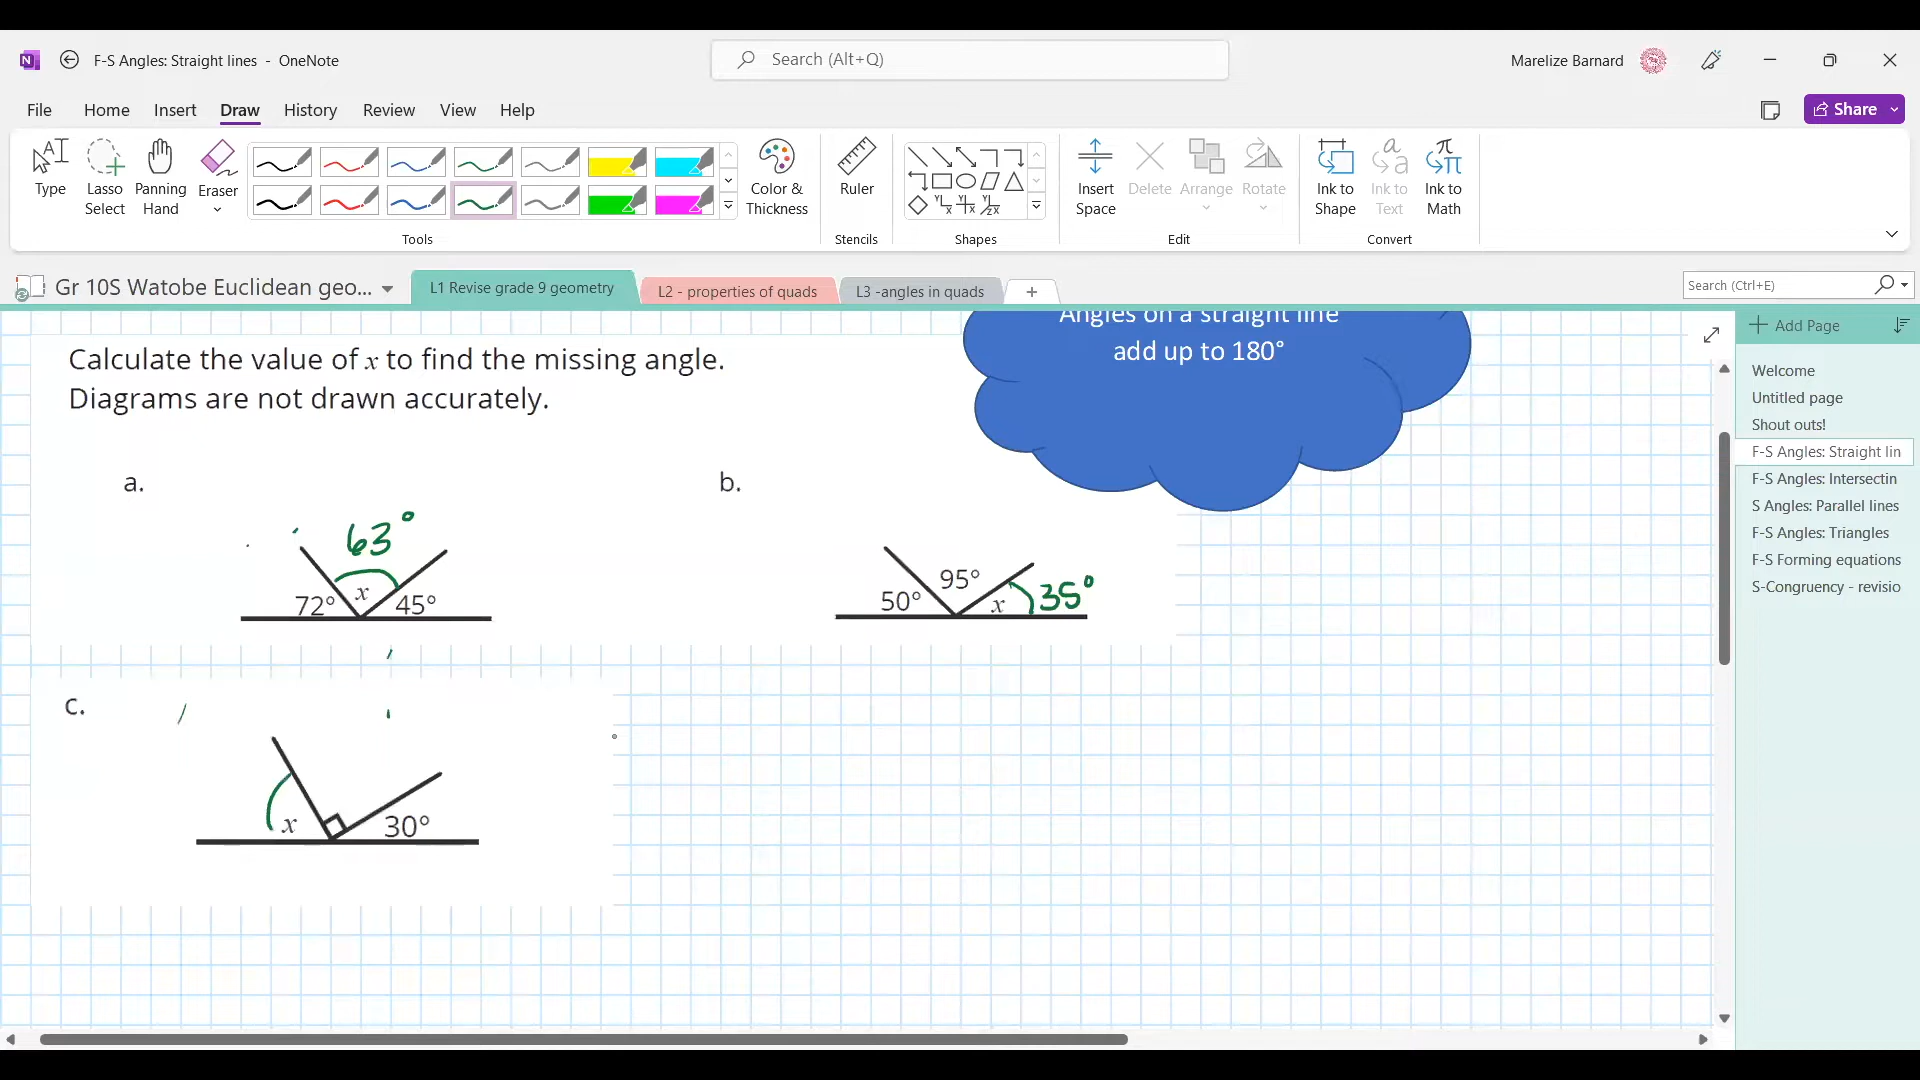 F-S Angles: Straight lines - OneNote
Search (Alt+Q)
Marelize Barnard
File Home Insert Draw History Review View Help
Share
Type
Lasso Select
Panning Hand
Eraser
Color & Thickness
Ruler
Insert Space
Delete
Arrange
Rotate
Ink to Shape
Ink to Text
Ink to Math
Tools
Stencils
Shapes
Edit
Convert
Gr 10S Watobe Euclidean geo...
L1 Revise grade 9 geometry
L2 - properties of quads
L3 -angles in quads
Search (Ctrl+E)
Add Page
Welcome
Untitled page
Shout outs!
F-S Angles: Straight lin
F-S Angles: Intersectin
S Angles: Parallel lines
F-S Angles: Triangles
F-S Forming equations
S-Congruency - revisio
Angles on a straight line
add up to 180°
Calculate the value of x to find the missing angle.
Diagrams are not drawn accurately.
a.
63°
72° x 45°
b.
95°
50° x 35°
c.
x 30°